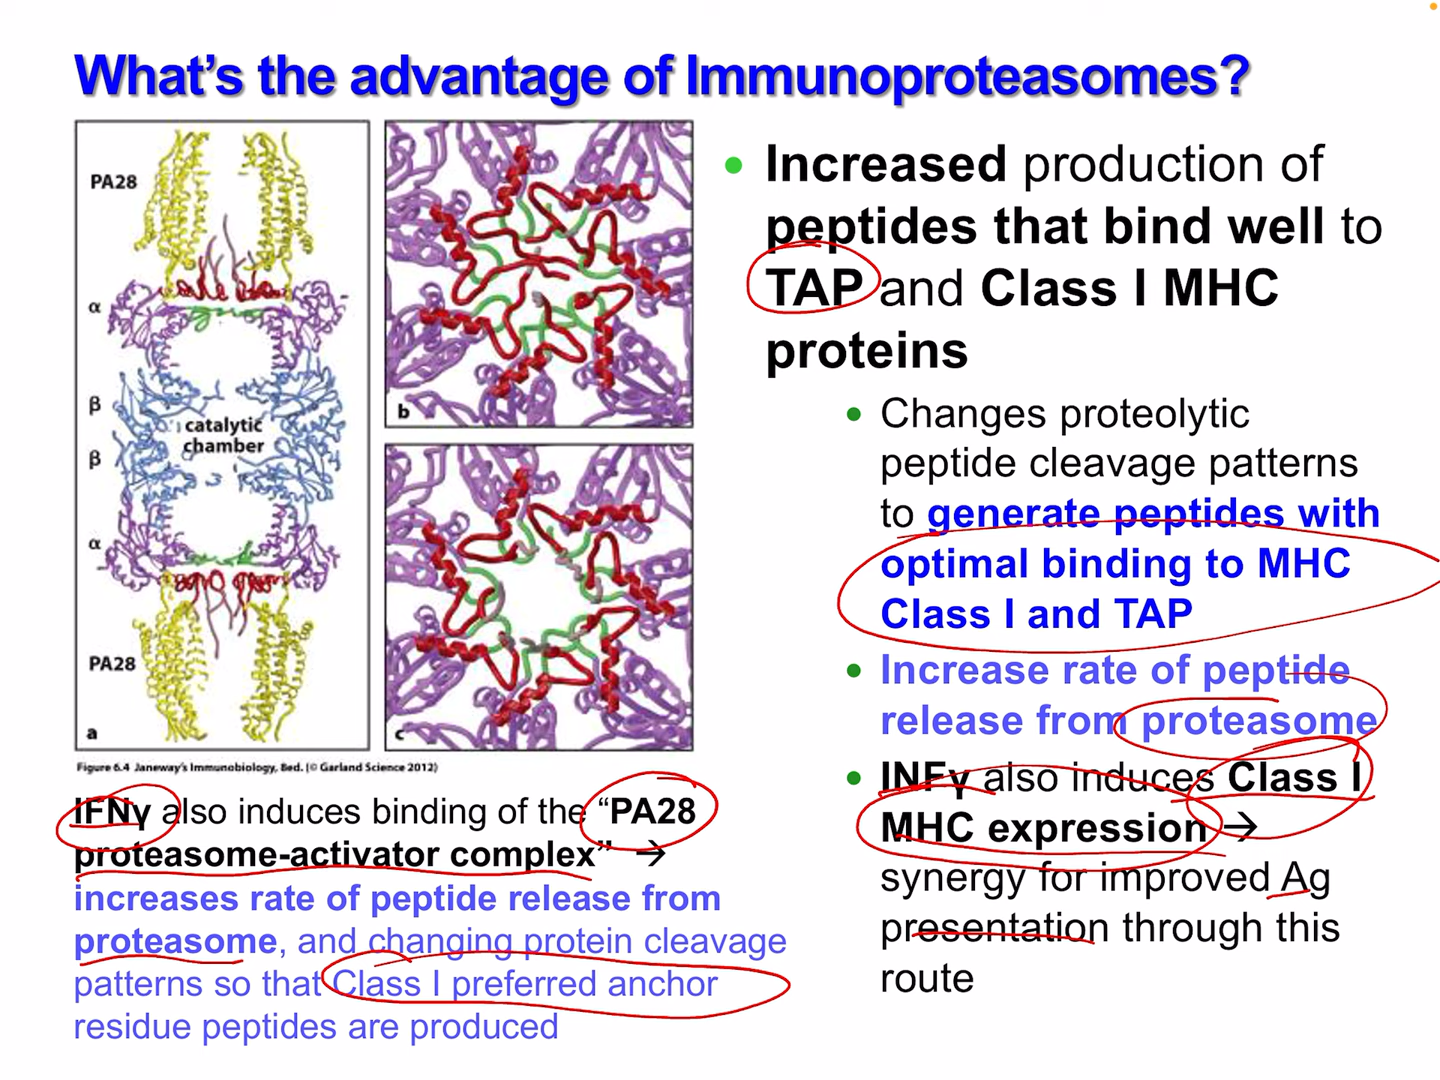 What's the advantage of Immunoproteasomes?
PA28
α
β
catalytic
chamber
β
α
PA28
a
b
c
Figure 6.4 Janeway's Immunobiology, 8ed. (© Garland Science 2012)
IFNγ also induces binding of the “PA28
proteasome-activator complex” →
increases rate of peptide release from
proteasome, and changing protein cleavage
patterns so that Class I preferred anchor
residue peptides are produced
• Increased production of
peptides that bind well to
TAP and Class I MHC
proteins
• Changes proteolytic
peptide cleavage patterns
to generate peptides with
optimal binding to MHC
Class I and TAP
• Increase rate of peptide
release from proteasome
• INFγ also induces Class I
MHC expression →
synergy for improved Ag
presentation through this
route